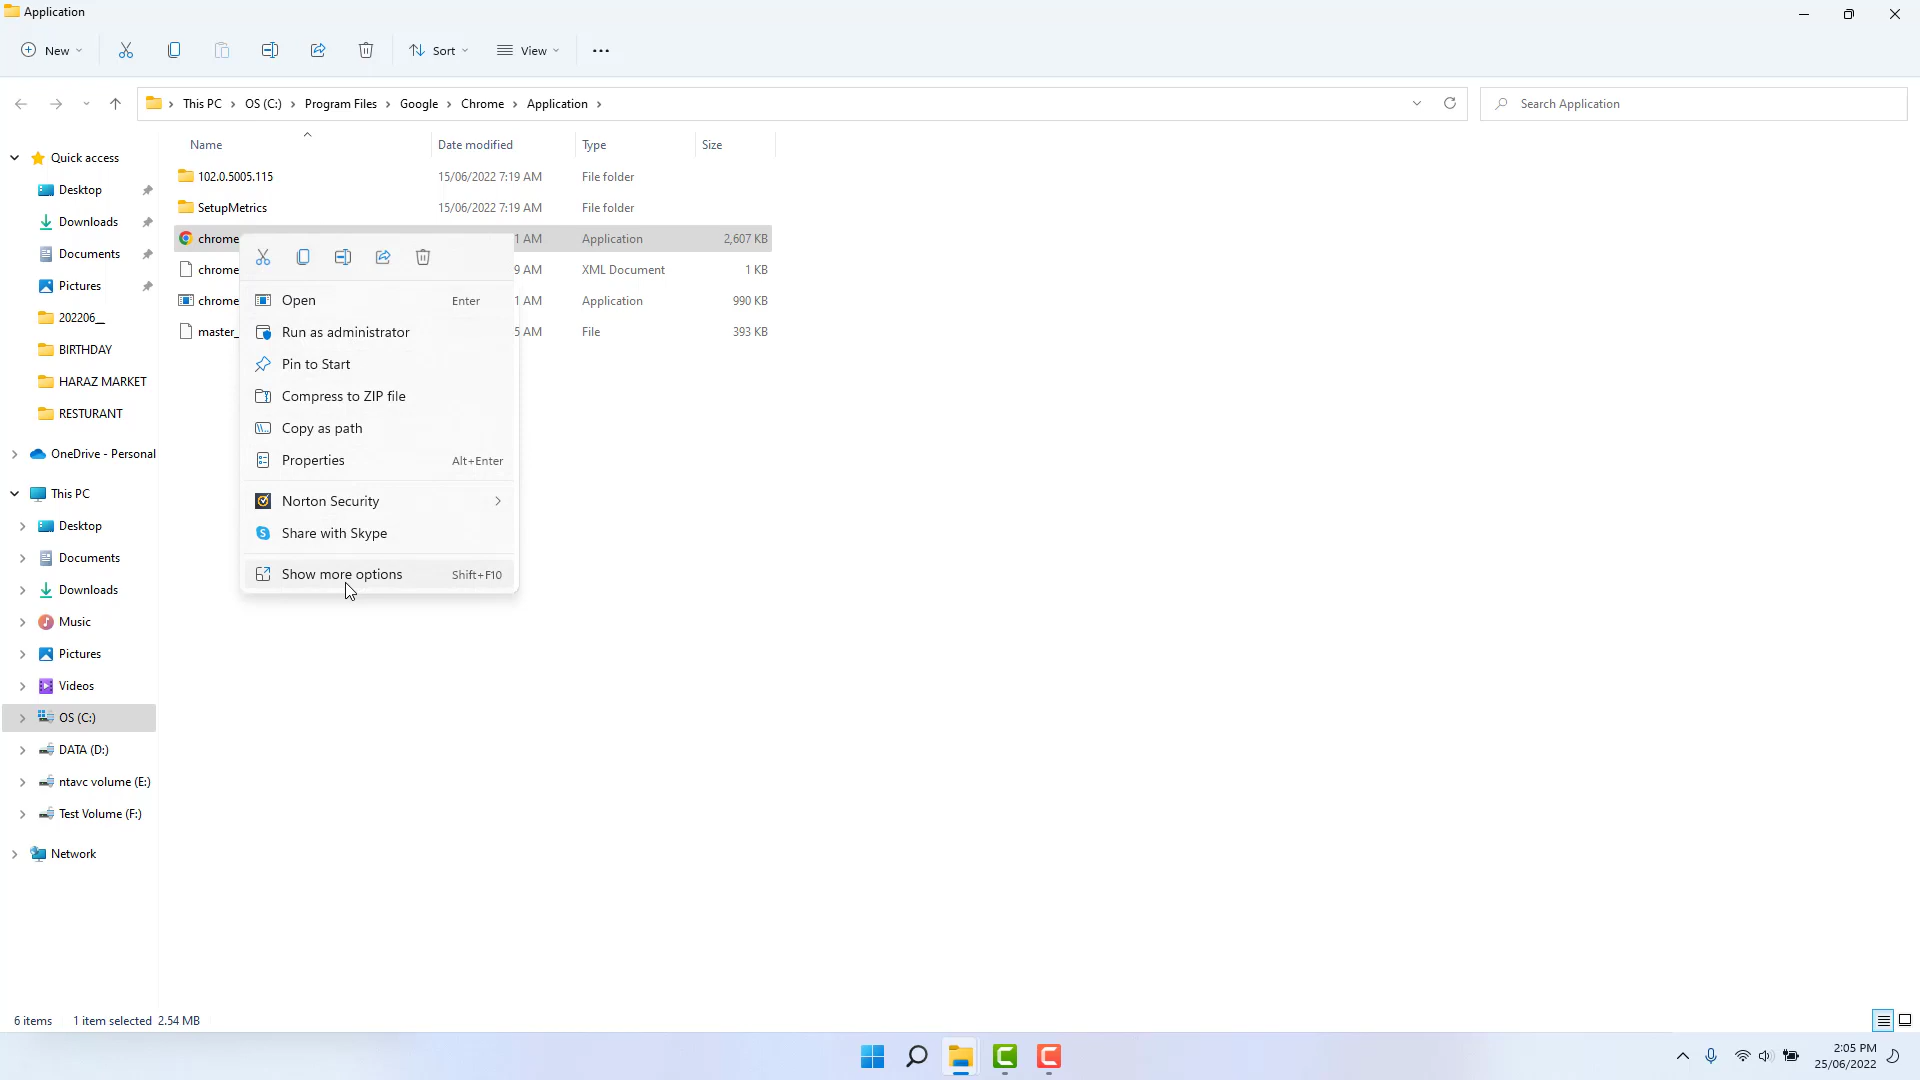 Application
New
Sort
View
This PC > OS (C:) > Program Files > Google > Chrome > Application >
Search Application
Name Date modified Type Size
102.0.5005.115 15/06/2022 7:19 AM File folder
SetupMetrics 15/06/2022 7:19 AM File folder
chrome 1 AM Application 2,607 KB
chrome 9 AM XML Document 1 KB
chrome 1 AM Application 990 KB
master_ 5 AM File 393 KB
Open Enter
Run as administrator
Pin to Start
Compress to ZIP file
Copy as path
Properties Alt+Enter
Norton Security
Share with Skype
Show more options Shift+F10
Quick access
Desktop
Downloads
Documents
Pictures
202206__
BIRTHDAY
HARAZ MARKET
RESTURANT
OneDrive - Personal
This PC
Desktop
Documents
Downloads
Music
Pictures
Videos
OS (C:)
DATA (D:)
ntavc volume (E:)
Test Volume (F:)
Network
6 items 1 item selected 2.54 MB
2:05 PM
25/06/2022